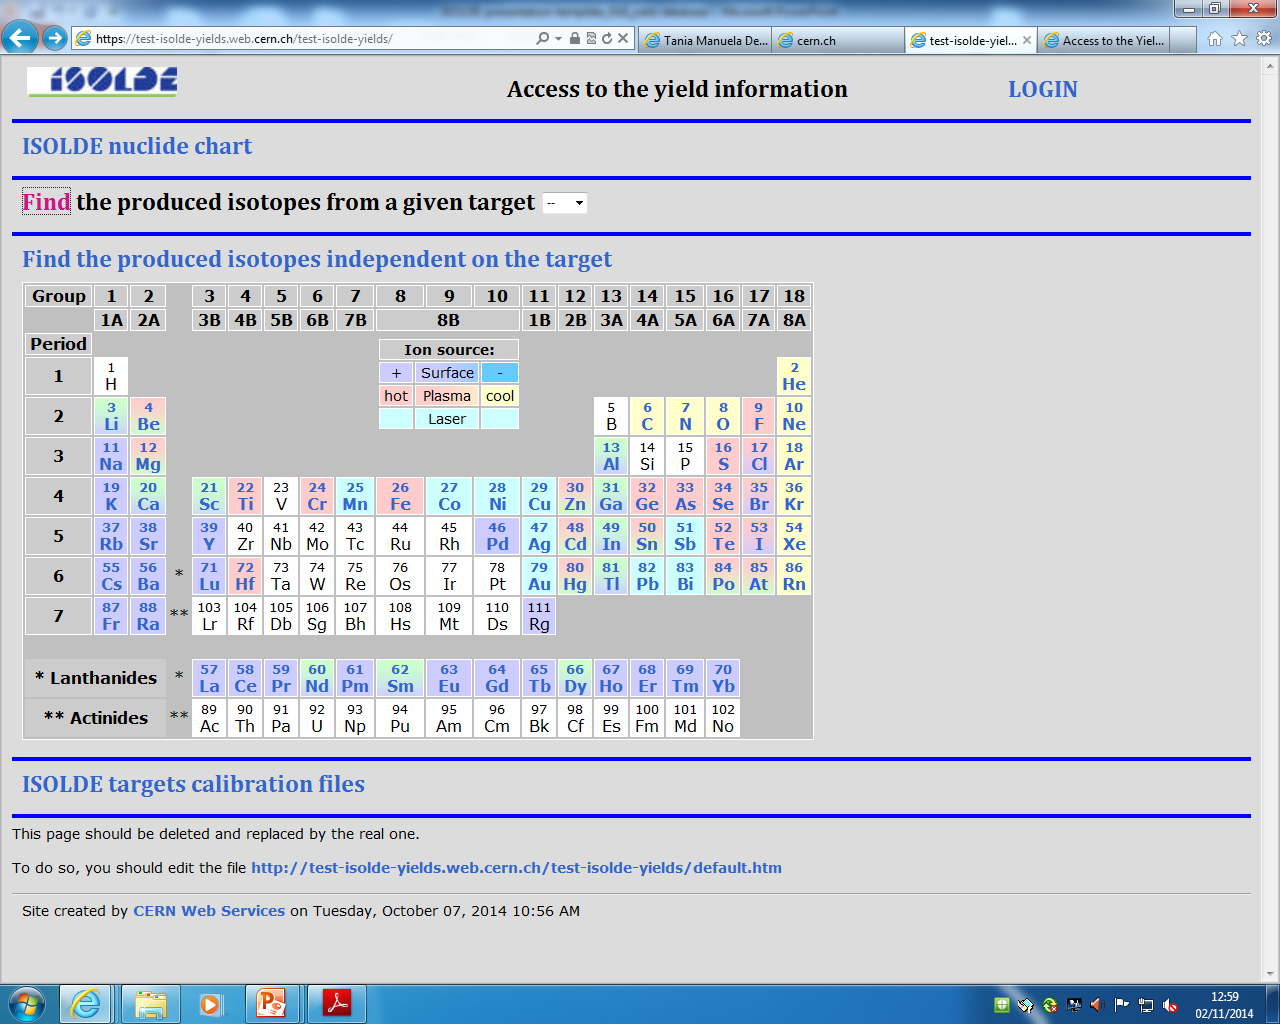 https://test-isolde-yields.web.cern.ch/test-isolde-yields/
Tania Manuela De...
cern.ch
test-isolde-yiel...
Access to the Yiel...
ISOLDE
Access to the yield information
LOGIN
ISOLDE nuclide chart
Find the produced isotopes from a given target --
Find the produced isotopes independent on the target
Group 1 2 3 4 5 6 7 8 9 10 11 12 13 14 15 16 17 18
1A 2A 3B 4B 5B 6B 7B 8B 1B 2B 3A 4A 5A 6A 7A 8A
Period
Ion source:
+ Surface -
hot Plasma cool
Laser
1 1 2
H He
2 3 4 5 6 7 8 9 10
Li Be B C N O F Ne
3 11 12 13 14 15 16 17 18
Na Mg Al Si P S Cl Ar
4 19 20 21 22 23 24 25 26 27 28 29 30 31 32 33 34 35 36
K Ca Sc Ti V Cr Mn Fe Co Ni Cu Zn Ga Ge As Se Br Kr
5 37 38 39 40 41 42 43 44 45 46 47 48 49 50 51 52 53 54
Rb Sr Y Zr Nb Mo Tc Ru Rh Pd Ag Cd In Sn Sb Te I Xe
6 55 56 * 71 72 73 74 75 76 77 78 79 80 81 82 83 84 85 86
Cs Ba Lu Hf Ta W Re Os Ir Pt Au Hg Tl Pb Bi Po At Rn
7 87 88 ** 103 104 105 106 107 108 109 110 111
Fr Ra Lr Rf Db Sg Bh Hs Mt Ds Rg
* Lanthanides * 57 58 59 60 61 62 63 64 65 66 67 68 69 70
La Ce Pr Nd Pm Sm Eu Gd Tb Dy Ho Er Tm Yb
** Actinides ** 89 90 91 92 93 94 95 96 97 98 99 100 101 102
Ac Th Pa U Np Pu Am Cm Bk Cf Es Fm Md No
ISOLDE targets calibration files
This page should be deleted and replaced by the real one.
To do so, you should edit the file http://test-isolde-yields.web.cern.ch/test-isolde-yields/default.htm
Site created by CERN Web Services on Tuesday, October 07, 2014 10:56 AM
12:59
02/11/2014